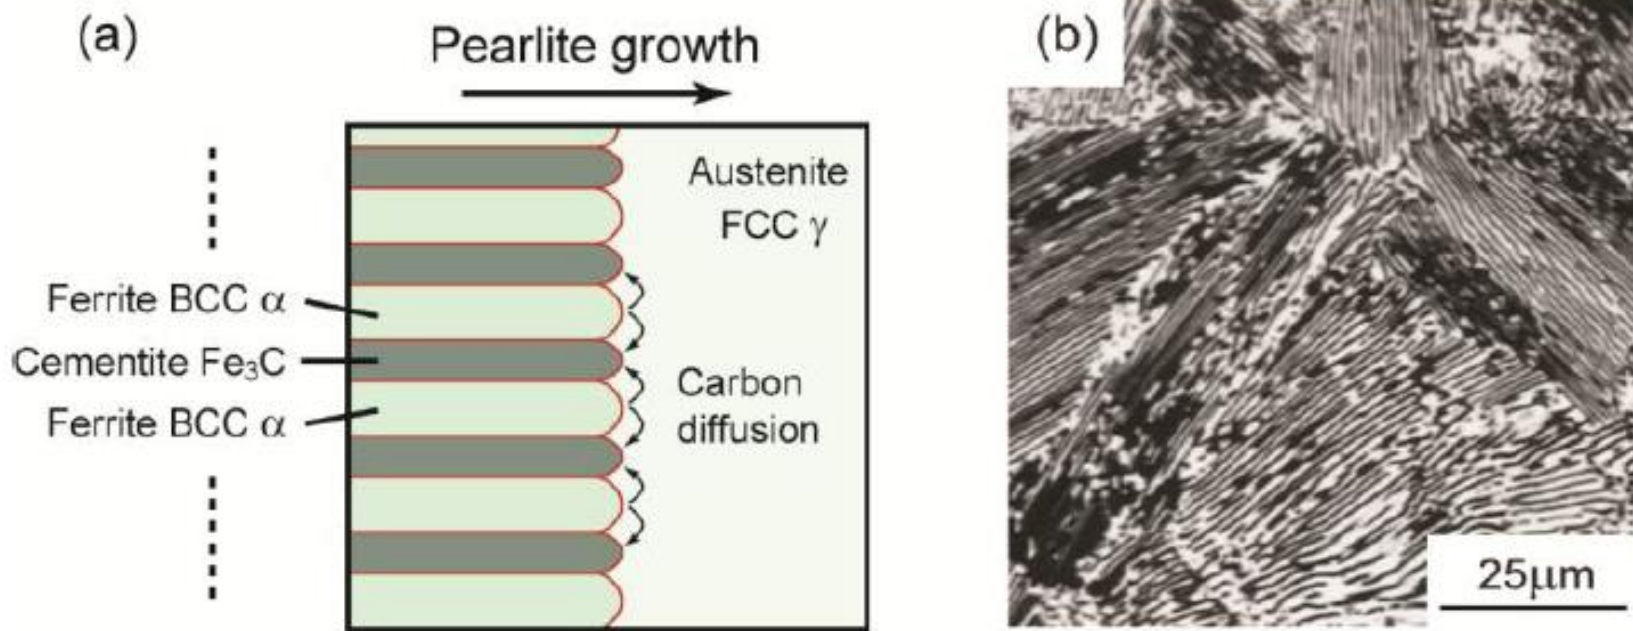 (a)
Pearlite growth
Austenite
FCC γ
Ferrite BCC α
Cementite Fe₃C
Ferrite BCC α
Carbon
diffusion
(b)
25μm